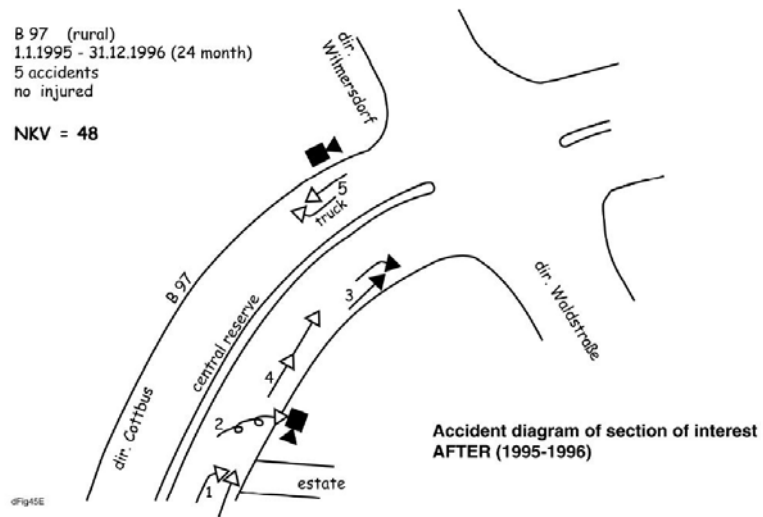 B 97 (rural)
1.1.1995 - 31.12.1996 (24 month)
5 accidents
no injured
NKV = 48
dir.
Wilmersdorf
5
truck
B 97
central reserve
3
dir. Waldstraße
4
dir. Cottbus
2
Accident diagram of section of interest
AFTER (1995-1996)
1
estate
dFig45E